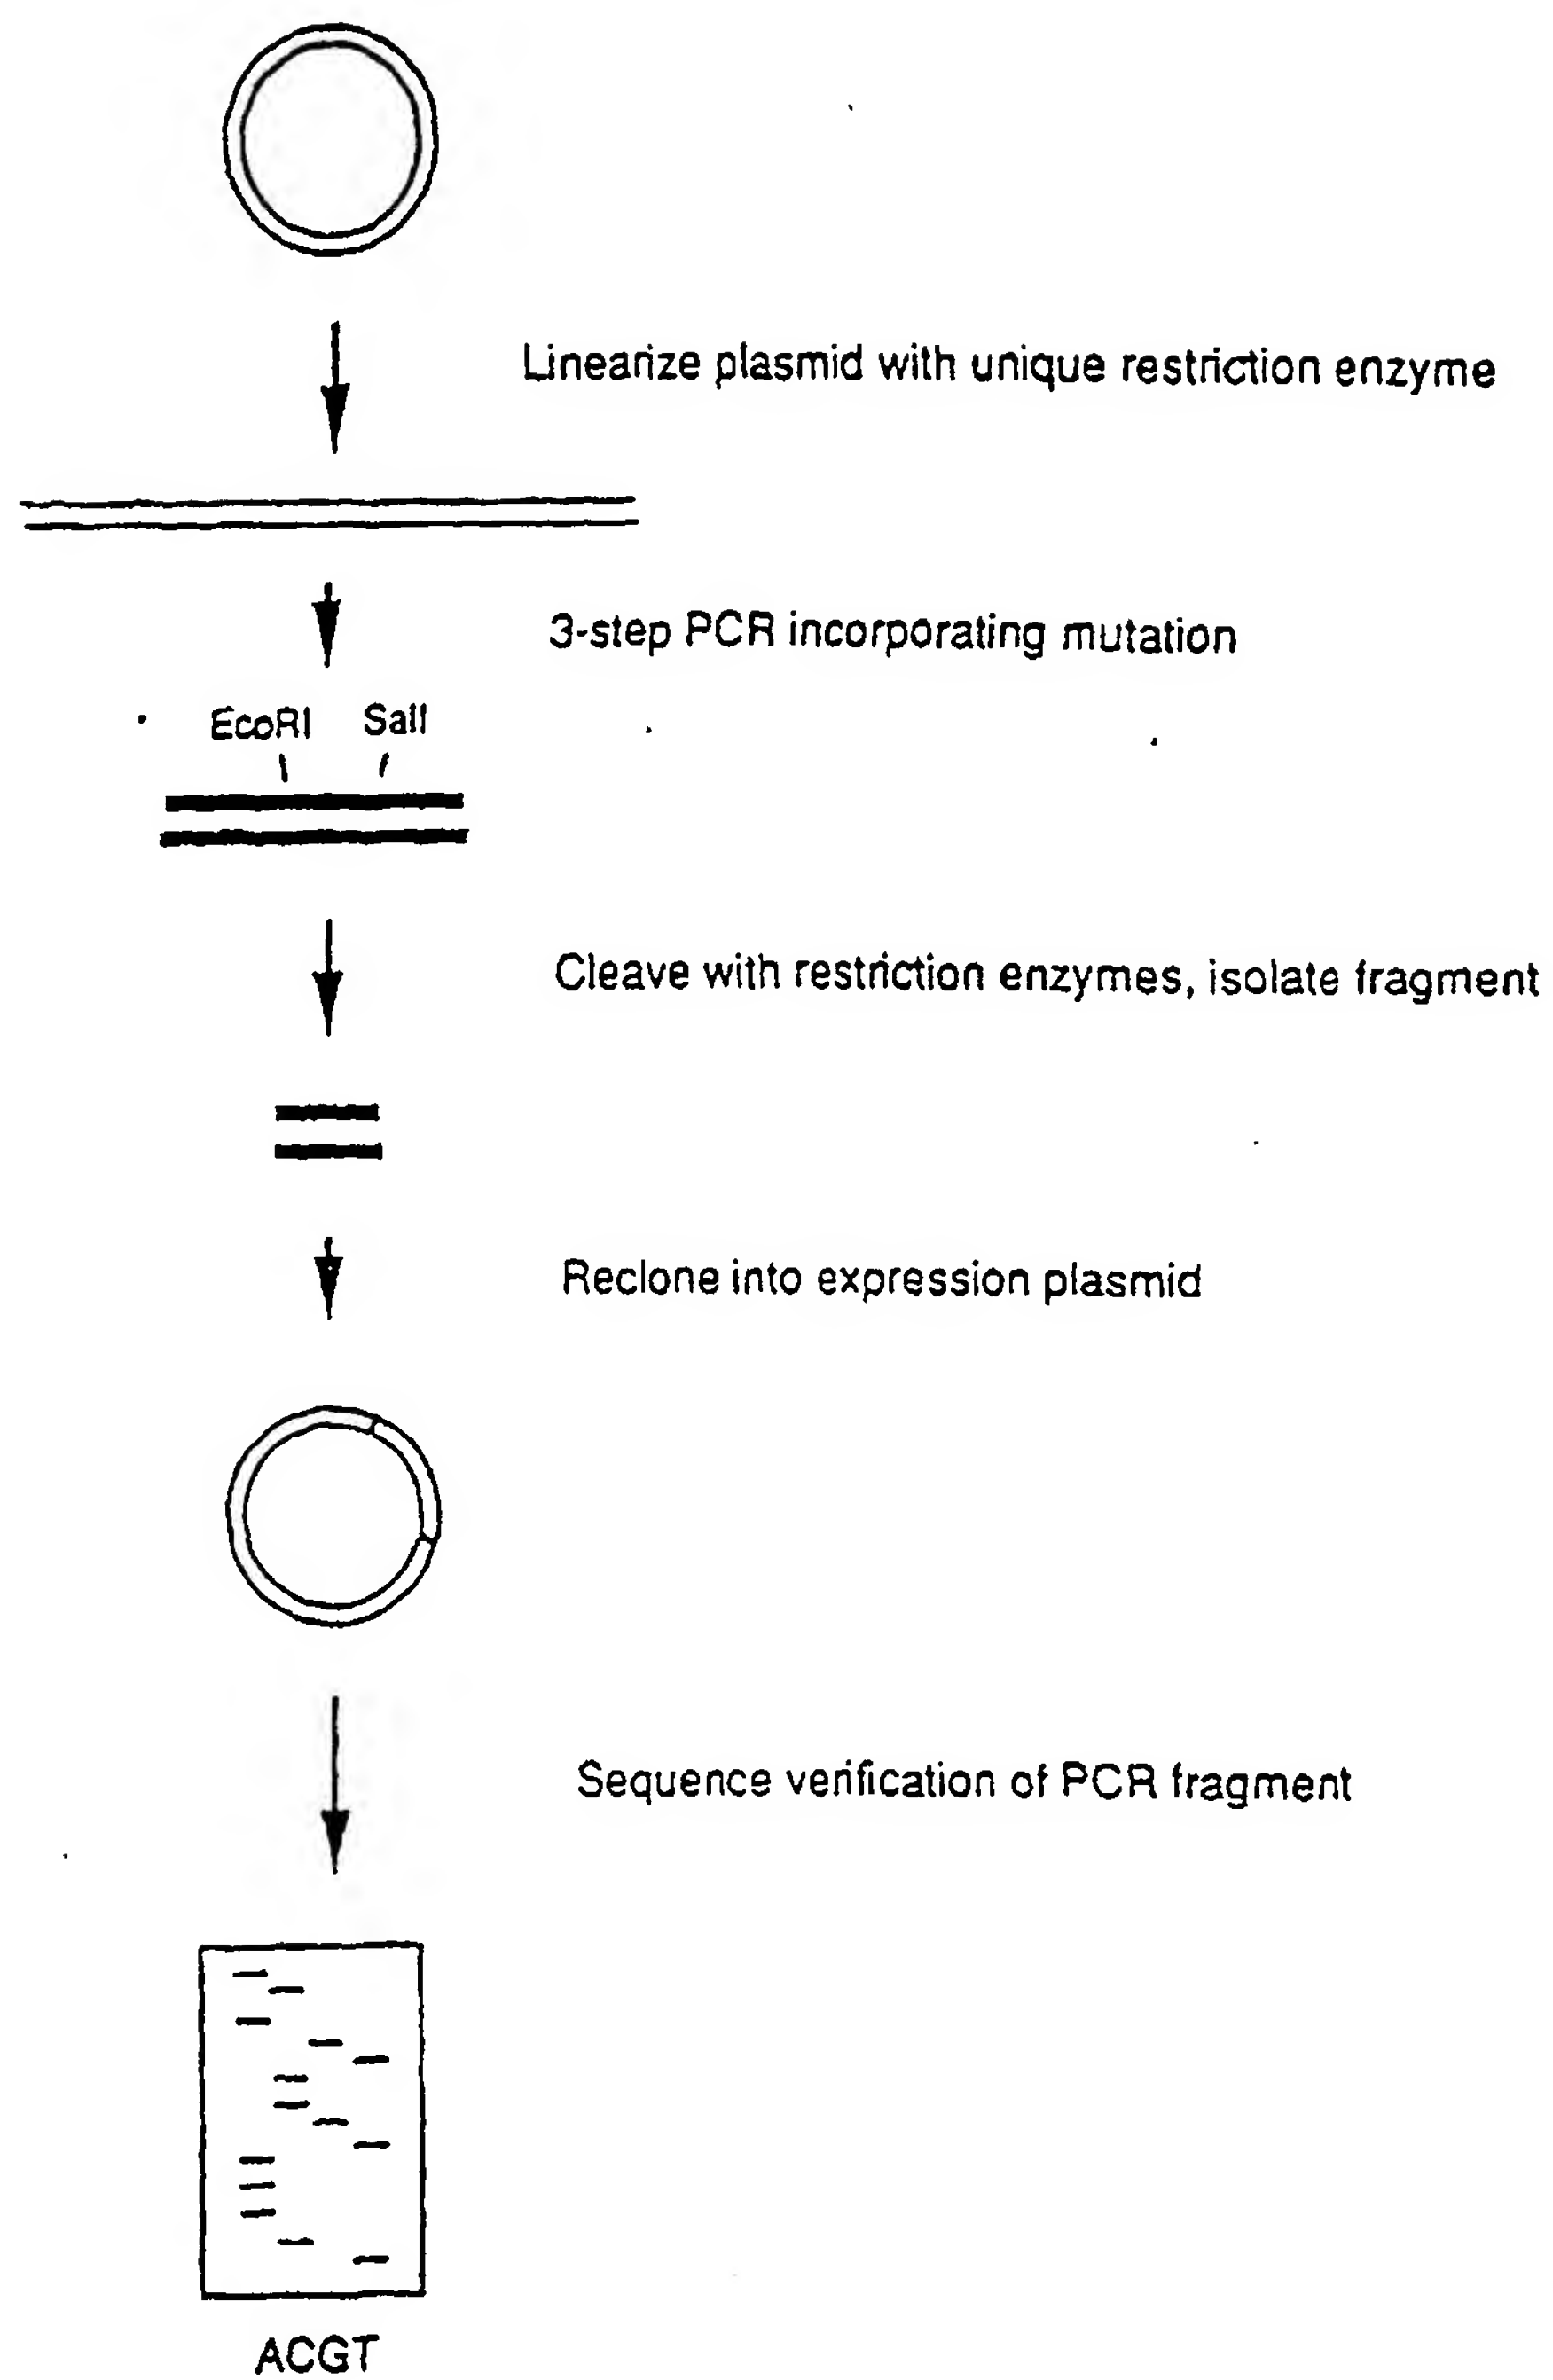 Linearize plasmid with unique restriction enzyme
3-step PCR incorporating mutation
EcoRI SalI
Cleave with restriction enzymes, isolate fragment
Reclone into expression plasmid
Sequence verification of PCR fragment
ACGT